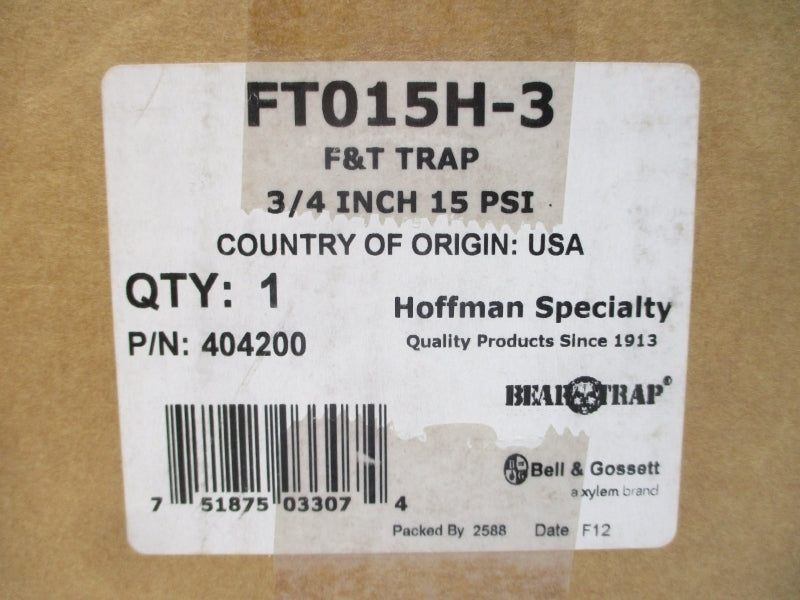 FT015H-3
F&T TRAP
3/4 INCH 15 PSI
COUNTRY OF ORIGIN: USA
QTY: 1
P/N: 404200
Hoffman Specialty
Quality Products Since 1913
BEAR TRAP®
7 51875 03307 4
Bell & Gossett
a xylem brand
Packed By 2588 Date F12